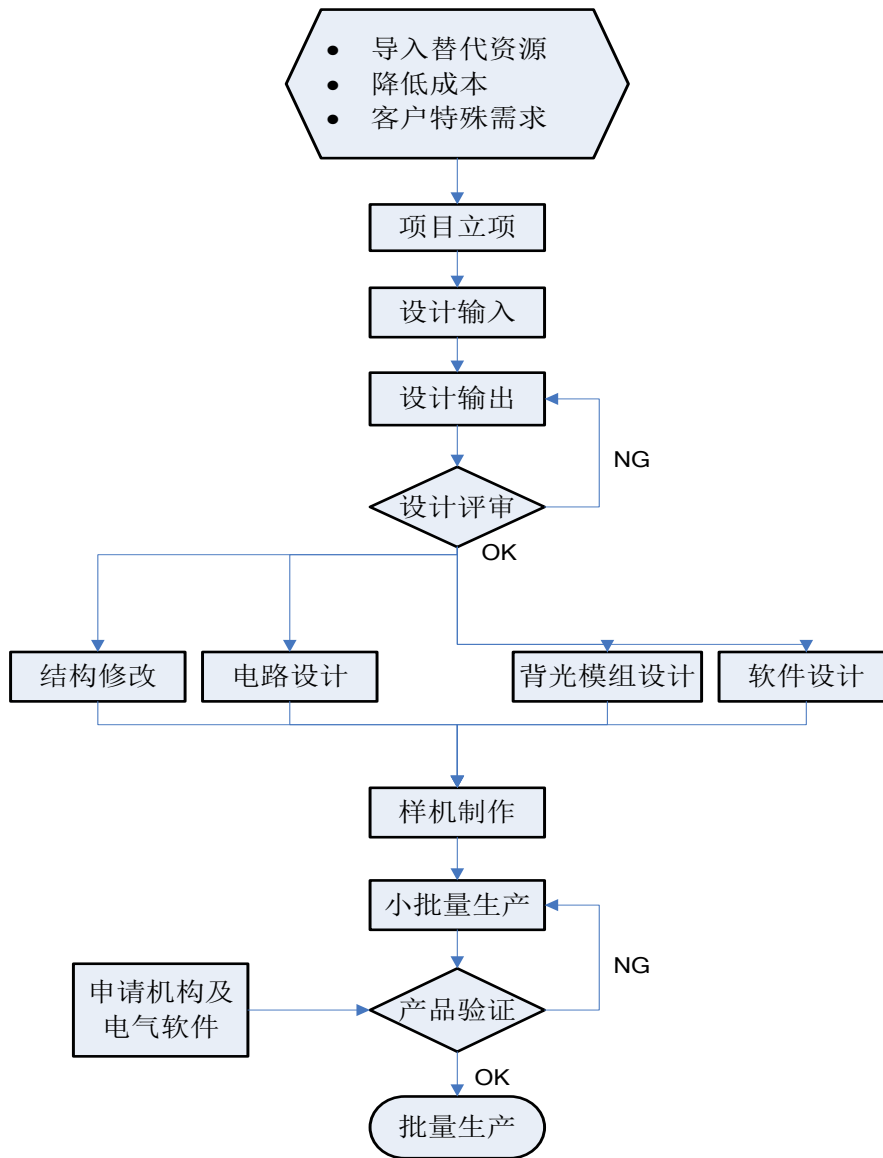 ● 导入替代资源
● 降低成本
● 客户特殊需求
项目立项
设计输入
设计输出
NG
设计评审
OK
结构修改
电路设计
背光模组设计
软件设计
样机制作
小批量生产
NG
申请机构及
电气软件
产品验证
OK
批量生产